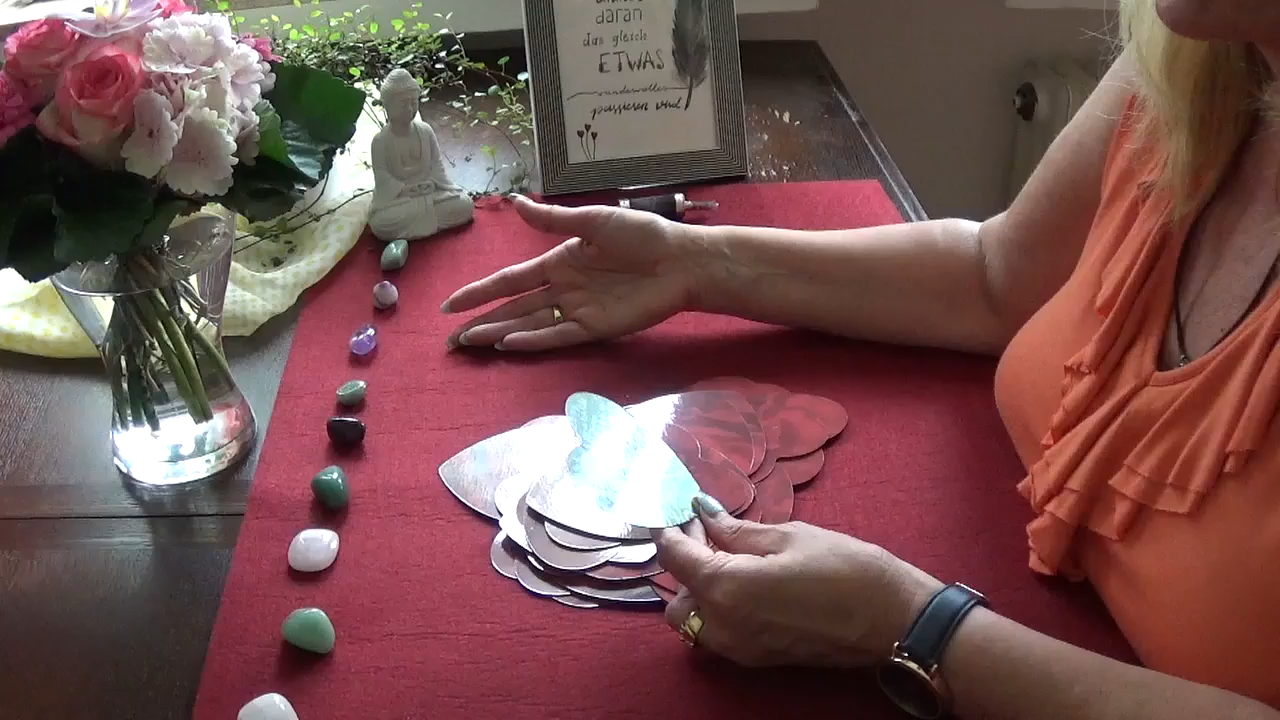 daran
das gleich
ETWAS
wundervolles
passieren wird